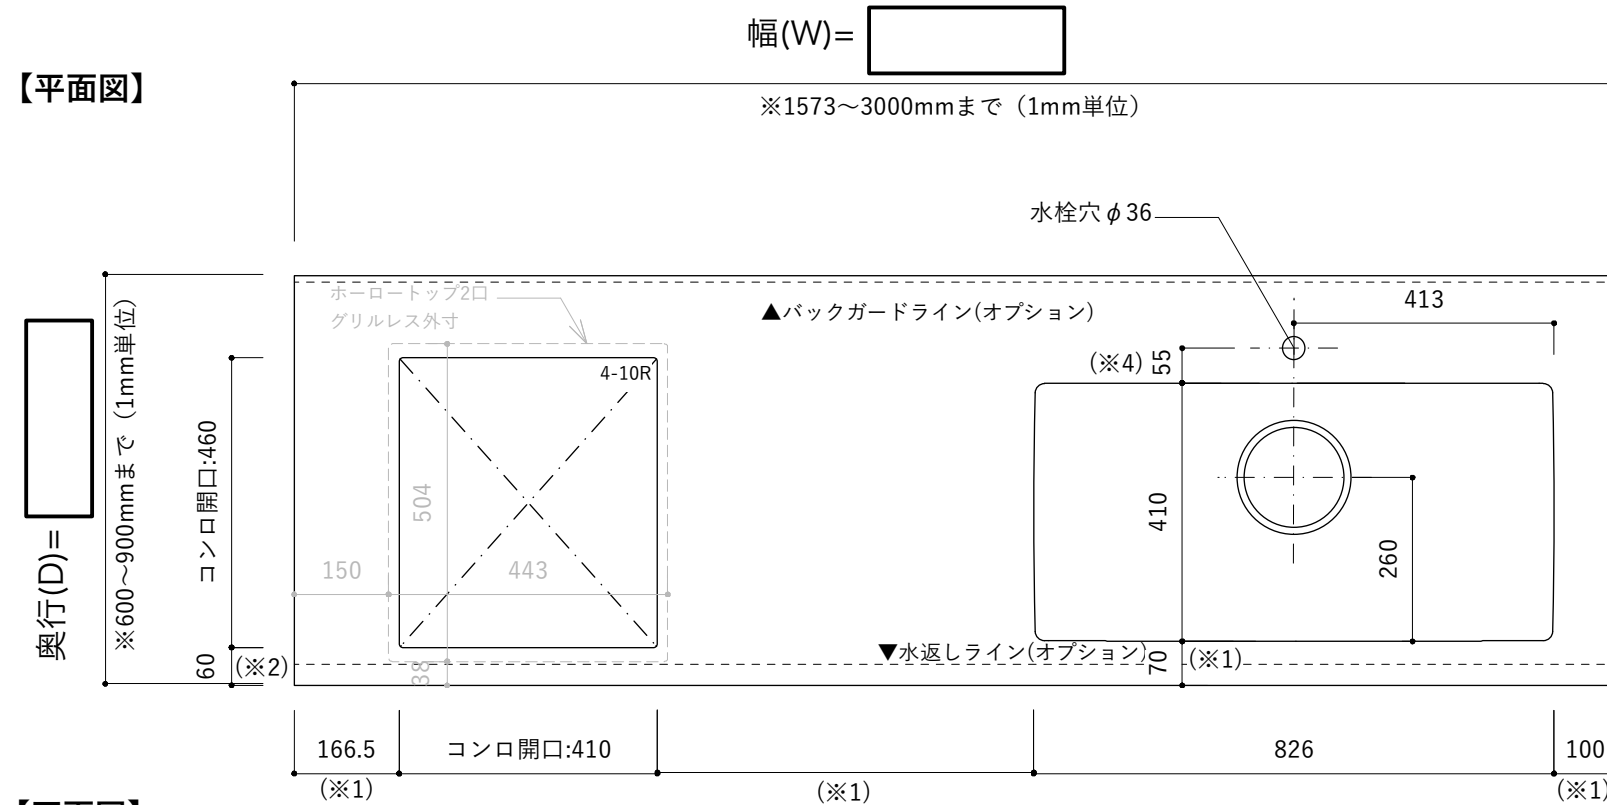 幅(W)=
【平面図】
※1573〜3000mmまで（1mm単位）
水栓穴φ36
ホーロートップ2口
グリルレス外寸
▲バックガードライン(オプション)
413
奥行(D)=
※600〜900mmまで（1mm単位）
コンロ開口:460
60
(※2)
4-10R
504
150
443
38
(※4)
55
410
260
▼水返しライン(オプション)
70
(※1)
166.5
コンロ開口:410
826
100
(※1)
(※1)
(※1)